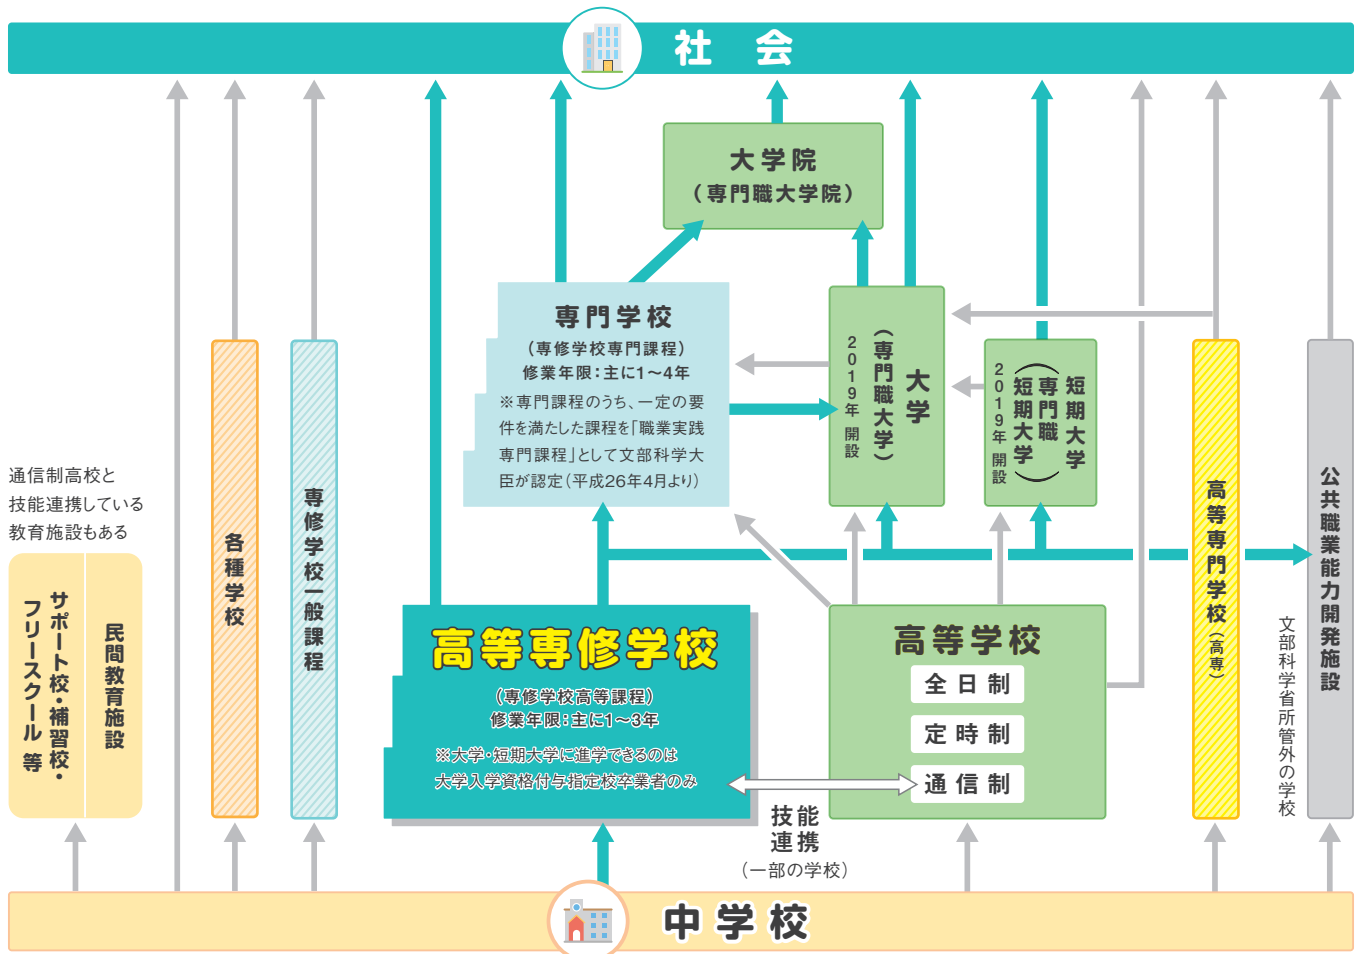 社 会
大学院
（専門職大学院）
専門学校
（専修学校専門課程）
修業年限：主に1～4年
※専門課程のうち、一定の要
件を満たした課程を「職業実践
専門課程」として文部科学大
臣が認定（平成26年4月より）
大学
（専門職大学）
2019年 開設
短期大学
（専門職
短期大学）
2019年 開設
通信制高校と
技能連携している
教育施設もある
民間教育施設
サポート校・補習校・
フリースクール 等
各種学校
専修学校一般課程
高等専修学校
（専修学校高等課程）
修業年限：主に1～3年
※大学・短期大学に進学できるのは
大学入学資格付与指定校卒業者のみ
技能
連携
（一部の学校）
高等学校
全日制
定時制
通信制
高等専門学校（高専）
公共職業能力開発施設
文部科学省所管外の学校
中学校